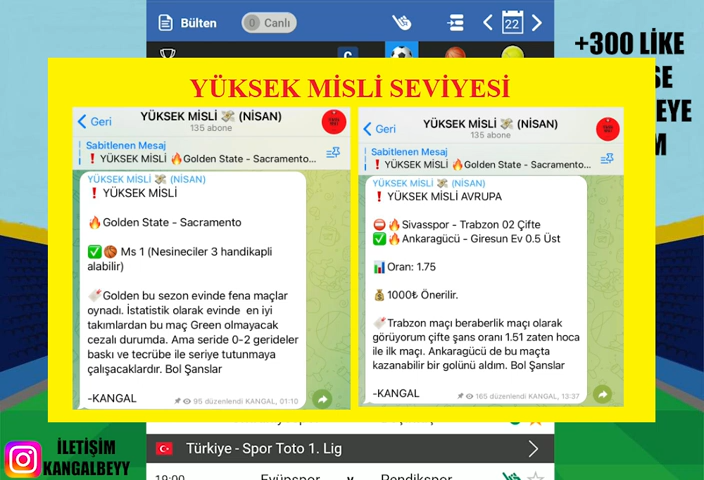 Bülten
0 Canlı
22
+300 LİKE
SE
EYE
M
YÜKSEK MİSLİ SEVİYESİ
Geri
YÜKSEK MİSLİ 💸 (NİSAN)
135 abone
Sabitlenen Mesaj
❗ YÜKSEK MİSLİ 🔥Golden State - Sacramento...
YÜKSEK MİSLİ 💸 (NİSAN)
❗ YÜKSEK MİSLİ
🔥Golden State - Sacramento
✅🏀 Ms 1 (Nesineciler 3 handikapli
alabilir)
Golden bu sezon evinde fena maçlar
oynadı. İstatistik olarak evinde en iyi
takımlardan bu maç Green olmayacak
cezalı durumda. Ama seride 0-2 gerideler
baskı ve tecrübe ile seriye tutunmaya
çalışacaklardır. Bol Şanslar
-KANGAL
95 düzenlendi KANGAL, 01:10
Geri
YÜKSEK MİSLİ 💸 (NİSAN)
135 abone
Sabitlenen Mesaj
❗ YÜKSEK MİSLİ 🔥Golden State - Sacramento...
YÜKSEK MİSLİ 💸 (NİSAN)
❗ YÜKSEK MİSLİ AVRUPA
⛔🔥Sivasspor - Trabzon 02 Çifte
✅🔥Ankaragücü - Giresun Ev 0.5 Üst
📊Oran: 1.75
💰1000₺ Önerilir.
Trabzon maçı beraberlik maçı olarak
görüyorum çifte şans oranı 1.51 zaten hoca
ile ilk maçı. Ankaragücü de bu maçta
kazanabilir bir golünü aldım. Bol Şanslar
-KANGAL
165 düzenlendi KANGAL, 13:37
Türkiye - Spor Toto 1. Lig
19:00 Eyüpspor v Pendikspor
İLETİŞİM
KANGALBEYY